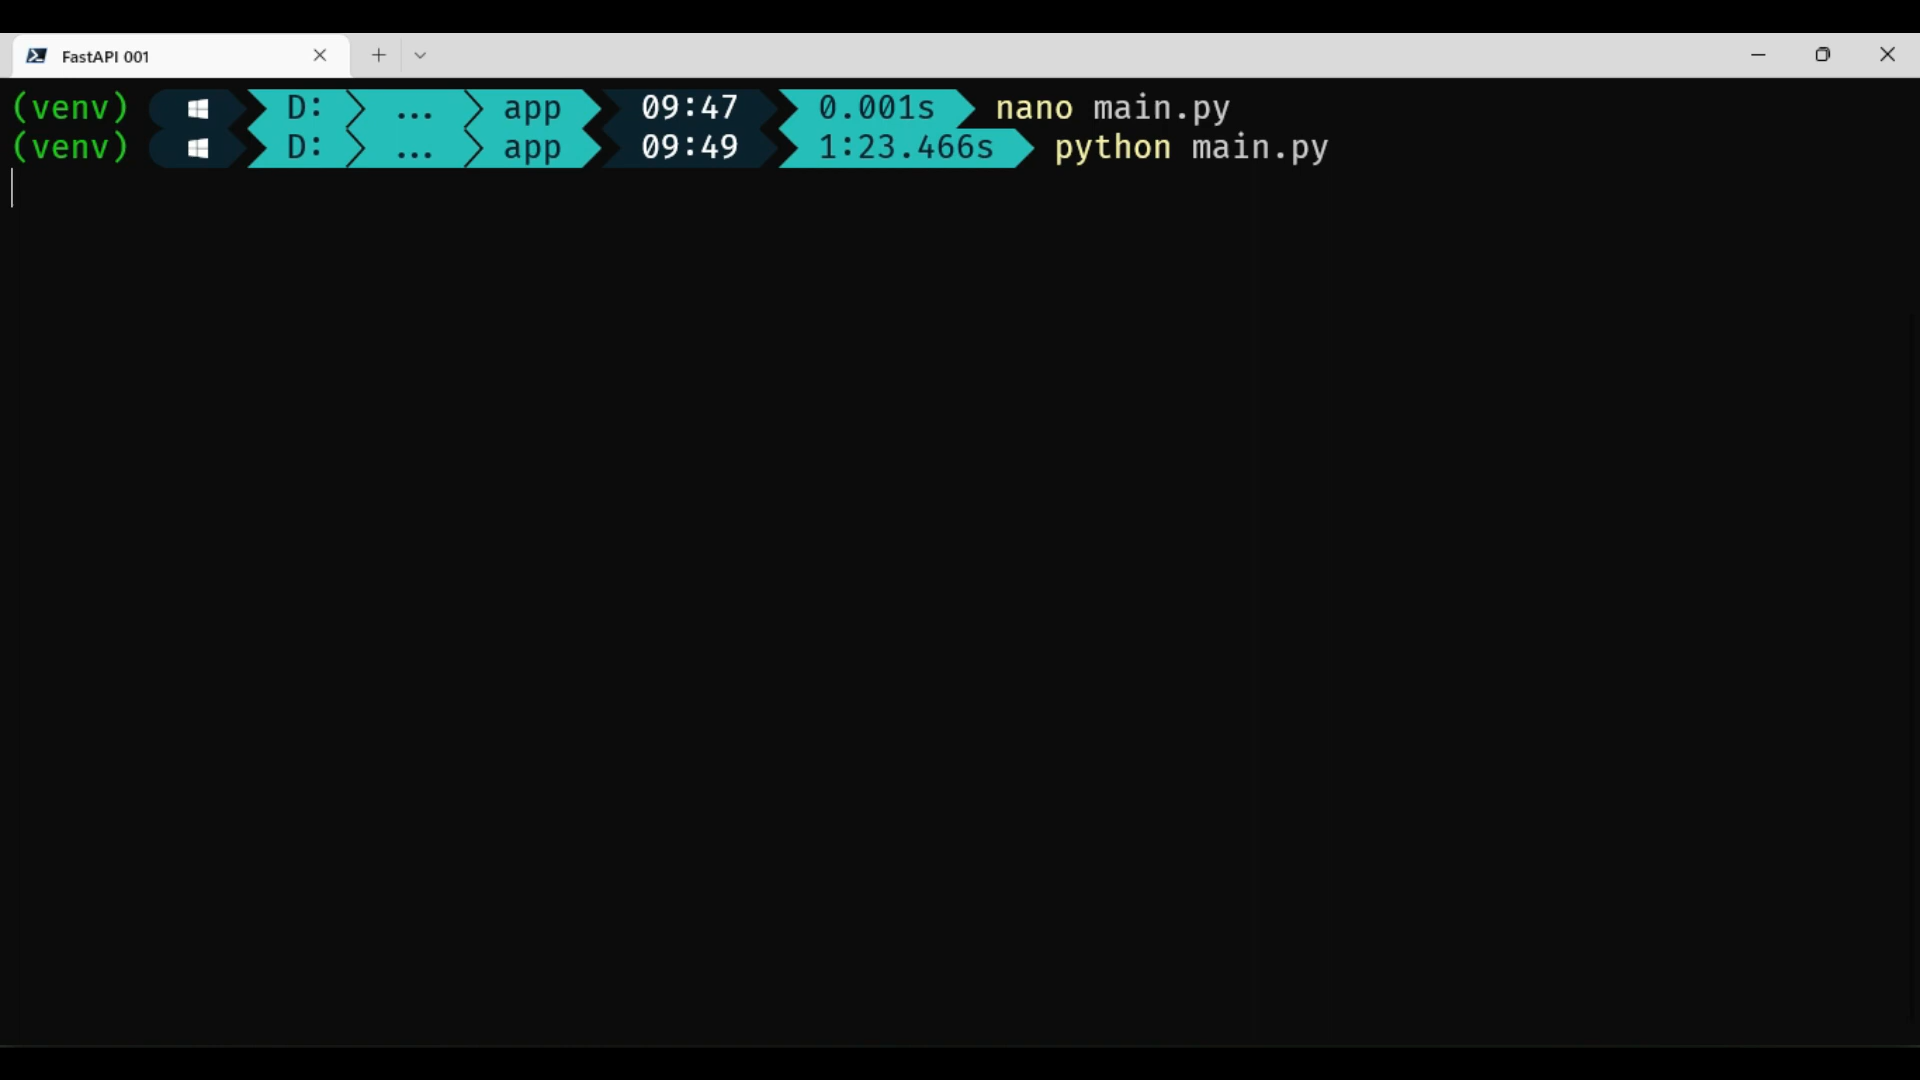 FastAPI 001
(venv) D: ... app 09:47 0.001s nano main.py
(venv) D: ... app 09:49 1:23.466s python main.py